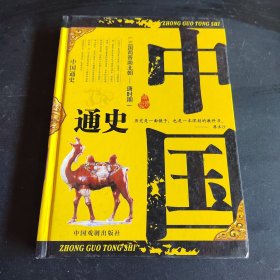 ZHONG GUO TONG SHI
中国
通史
中国通史
三国两晋南北朝——唐时期
历史是一面镜子，也是一本深刻的教科书。
中国戏剧出版社
ZHONG GUO TONG SHI